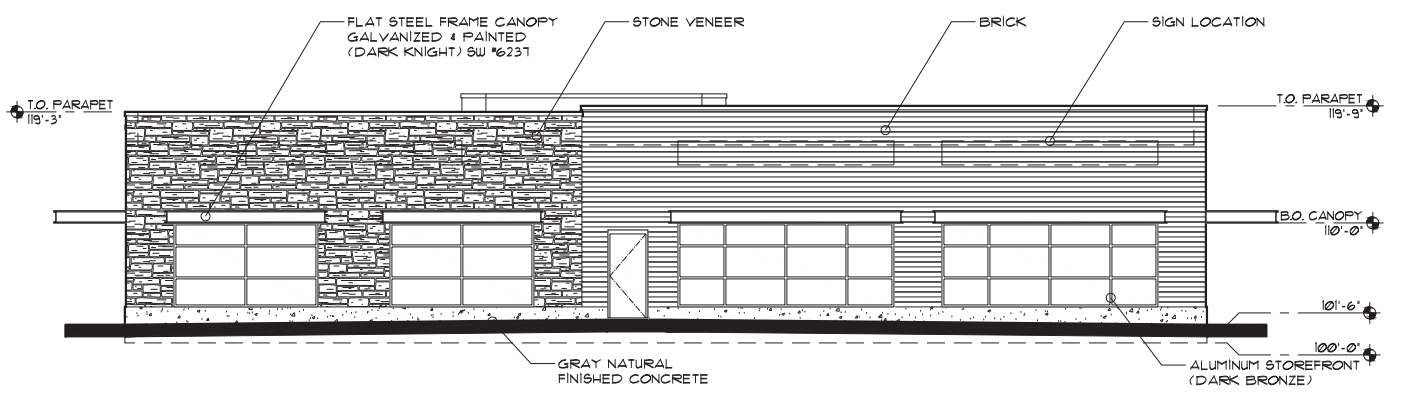 FLAT STEEL FRAME CANOPY
GALVANIZED & PAINTED
(DARK KNIGHT) SW #6237
STONE VENEER
BRICK
SIGN LOCATION
T.O. PARAPET
119'-3"
T.O. PARAPET
119'-9"
B.O. CANOPY
110'-0"
101'-6"
100'-0"
GRAY NATURAL
FINISHED CONCRETE
ALUMINUM STOREFRONT
(DARK BRONZE)